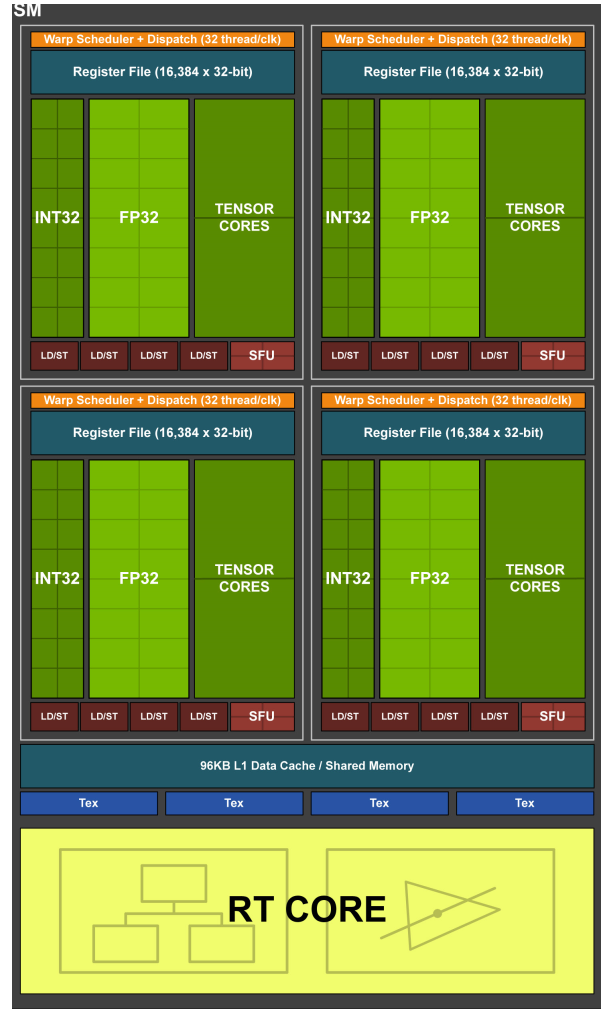 SM
Warp Scheduler + Dispatch (32 thread/clk)
Register File (16,384 x 32-bit)
INT32
FP32
TENSOR
CORES
LD/ST LD/ST LD/ST LD/ST SFU
Warp Scheduler + Dispatch (32 thread/clk)
Register File (16,384 x 32-bit)
INT32
FP32
TENSOR
CORES
LD/ST LD/ST LD/ST LD/ST SFU
Warp Scheduler + Dispatch (32 thread/clk)
Register File (16,384 x 32-bit)
INT32
FP32
TENSOR
CORES
LD/ST LD/ST LD/ST LD/ST SFU
Warp Scheduler + Dispatch (32 thread/clk)
Register File (16,384 x 32-bit)
INT32
FP32
TENSOR
CORES
LD/ST LD/ST LD/ST LD/ST SFU
96KB L1 Data Cache / Shared Memory
Tex Tex Tex Tex
RT CORE